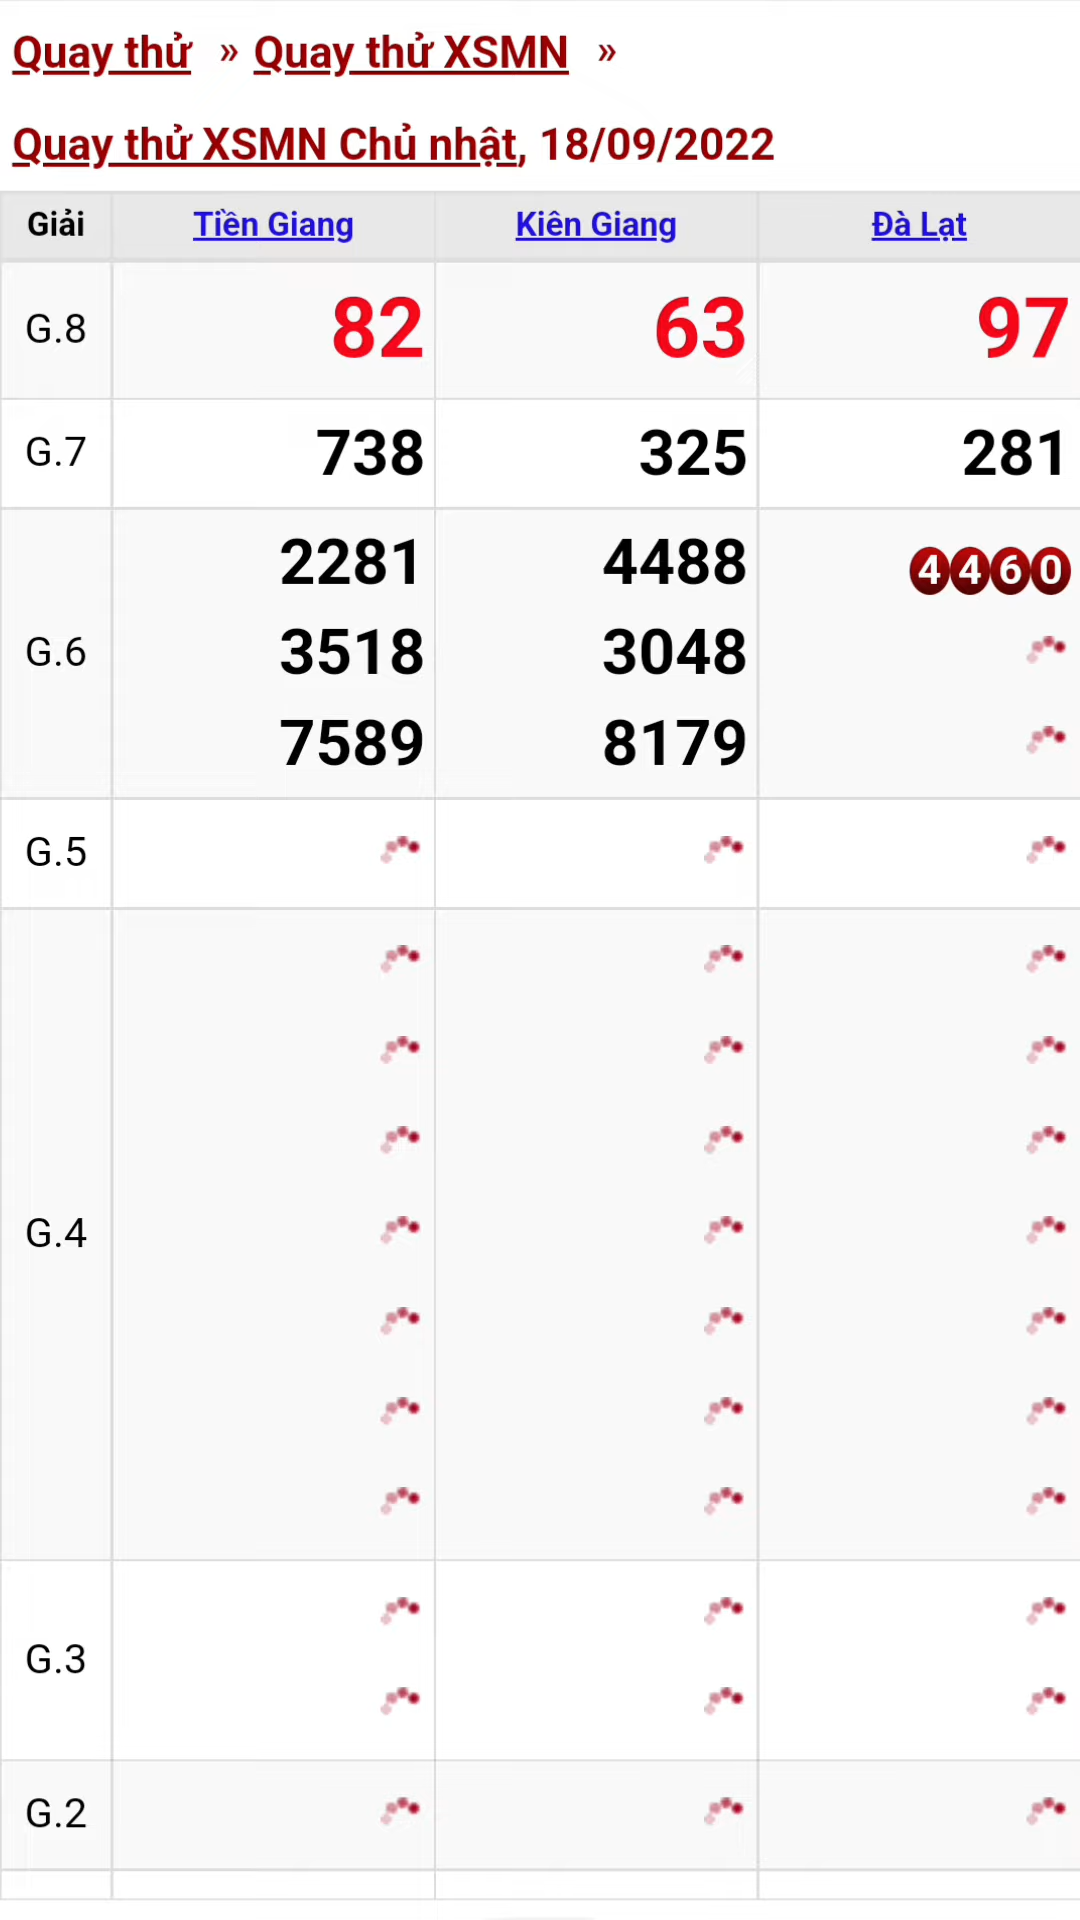 Quay thử » Quay thử XSMN »
Quay thử XSMN Chủ nhật, 18/09/2022
Giải Tiền Giang Kiên Giang Đà Lạt
G.8 82 63 97
G.7 738 325 281
G.6 2281 4488 4460
3518 3048
7589 8179
G.5
G.4
G.3
G.2